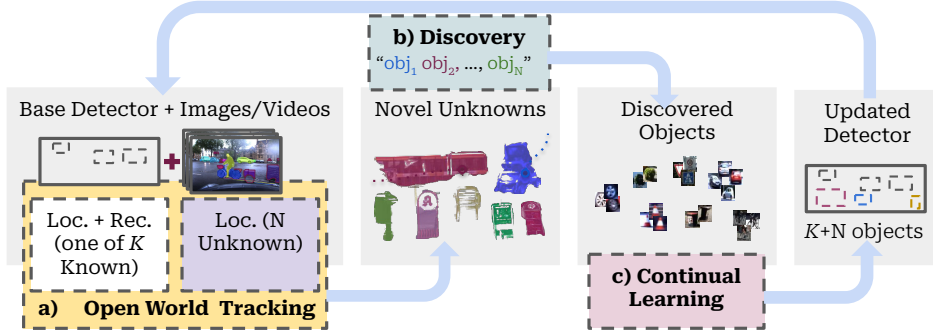 b) Discovery
“obj1 obj2, ..., objN”
Base Detector + Images/Videos
+
Loc. + Rec.
(one of K
Known)
Loc. (N
Unknown)
a) Open World Tracking
Novel Unknowns
A
Discovered
Objects
c) Continual
Learning
Updated
Detector
K+N objects